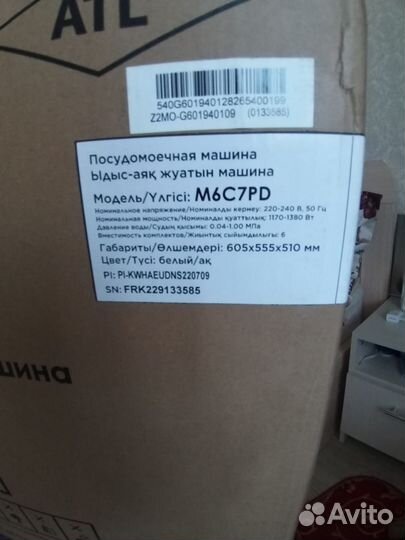 ATL
540G601940128265400199
Z2MO-G601940109 (0133585)
Посудомоечная машина
Ыдыс-аяқ жуатын машина
Модель/Үлгісі: M6C7PD
Номинальное напряжение/Номиналды кернеу: 220-240 В, 50 Гц
Номинальная мощность/Номиналды қуаттылық: 1170-1380 Вт
Давление воды/Судың қысымы: 0.04-1.00 МПа
Вместимость комплектов/Жиынтық сыйымдылығы: 6
Габариты/Өлшемдері: 605x555x510 мм
Цвет/Түсі: белый/ақ
PI: PI-KWHAEUDNS220709
SN: FRK229133585
шина
Avito